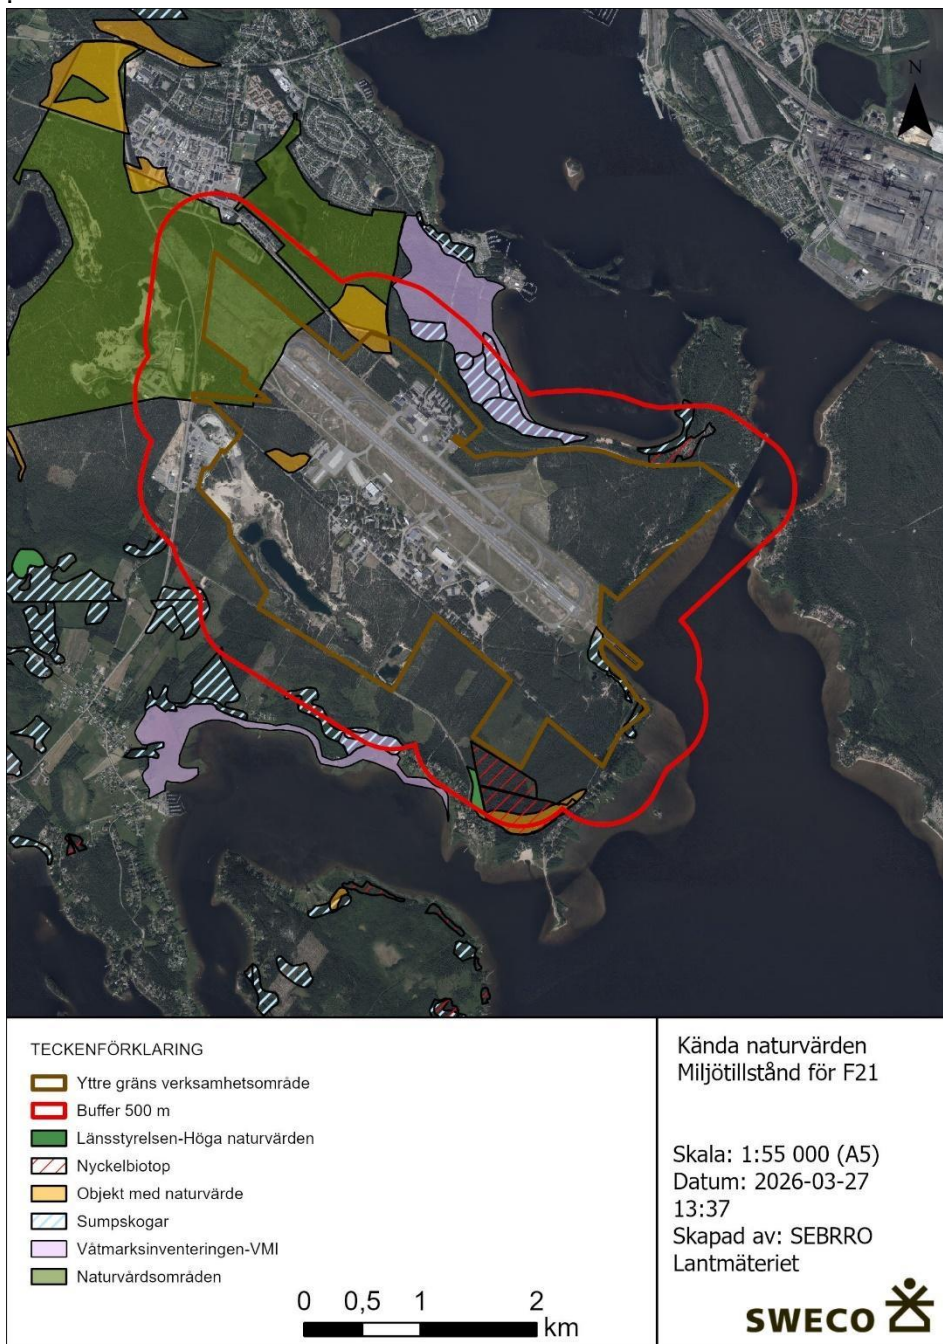 N
TECKENFÖRKLARING
Yttre gräns verksamhetsområde
Buffer 500 m
Länsstyrelsen-Höga naturvärden
Nyckelbiotop
Objekt med naturvärde
Sumpskogar
Våtmarksinventeringen-VMI
Naturvårdsområden
0 0,5 1 2
km
Kända naturvärden
Miljötillstånd för F21
Skala: 1:55 000 (A5)
Datum: 2026-03-27
13:37
Skapad av: SEBRRO
Lantmäteriet
SWECO